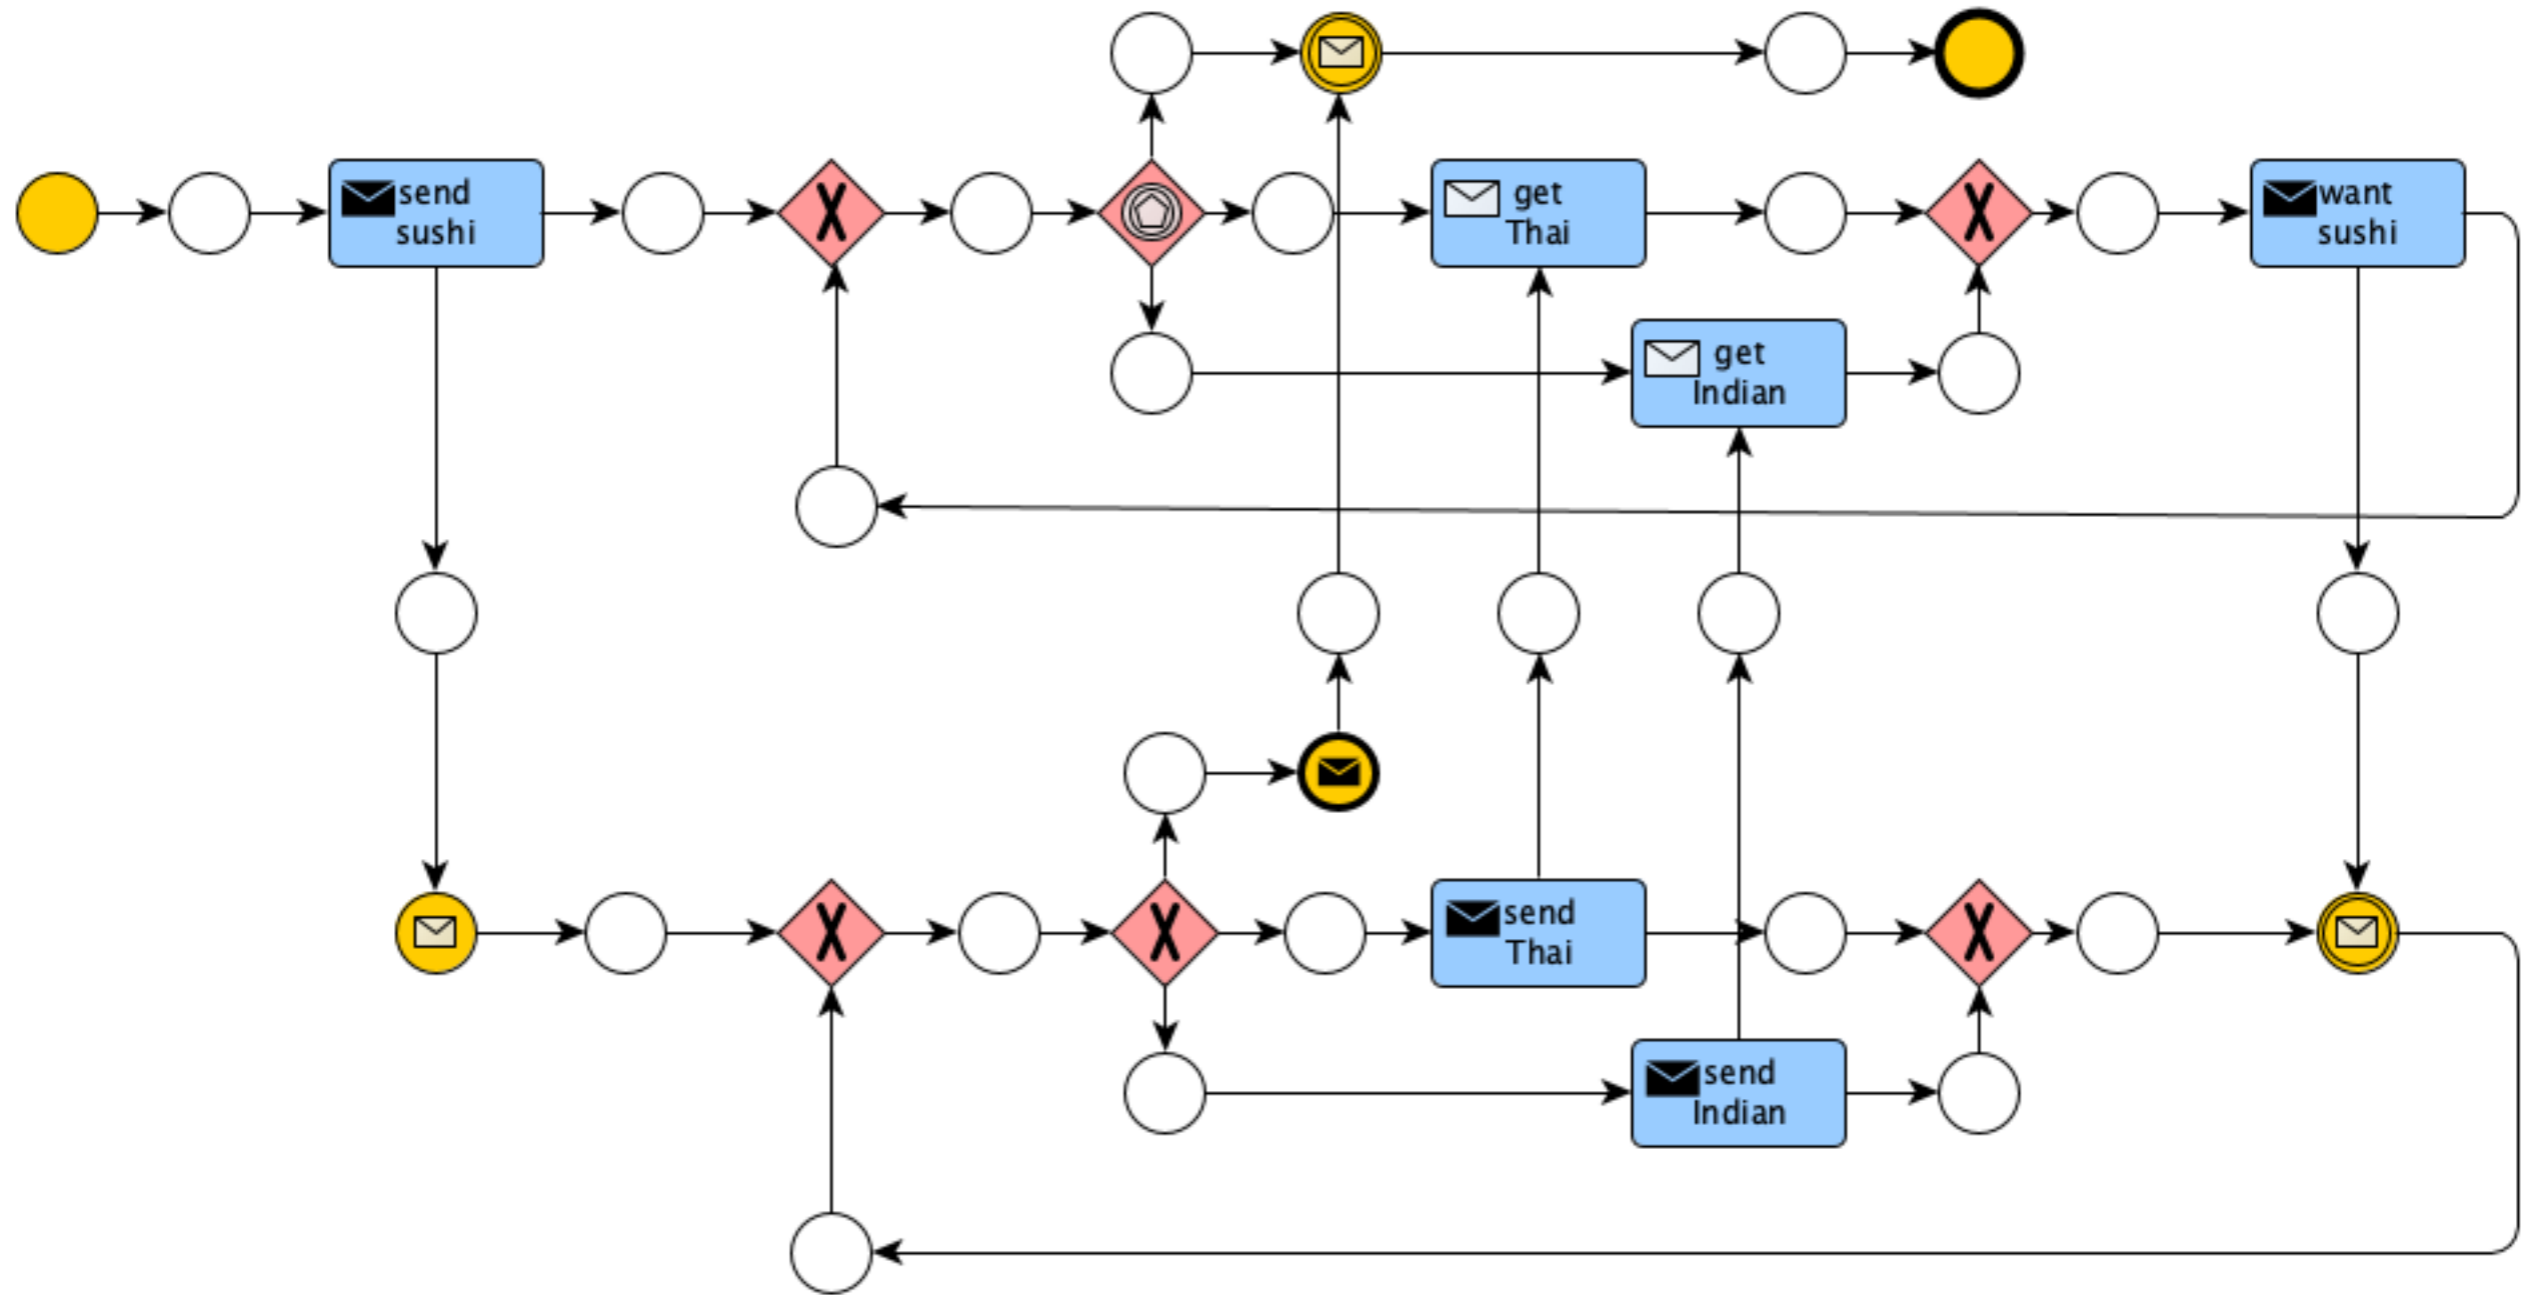 send
sushi
get
Thai
want
sushi
get
Indian
send
Thai
send
Indian